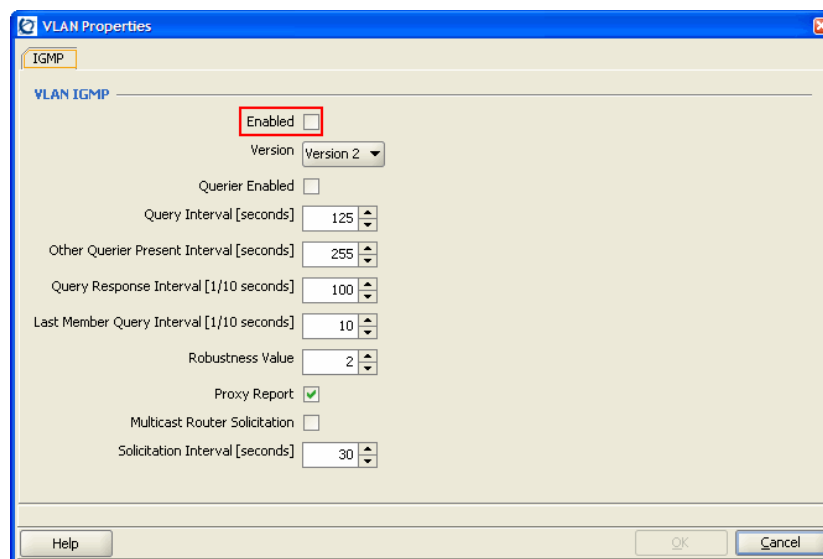 VLAN Properties
IGMP
VLAN IGMP
Enabled
Version Version 2
Querier Enabled
Query Interval [seconds] 125
Other Querier Present Interval [seconds] 255
Query Response Interval [1/10 seconds] 100
Last Member Query Interval [1/10 seconds] 10
Robustness Value 2
Proxy Report
Multicast Router Solicitation
Solicitation Interval [seconds] 30
Help OK Cancel